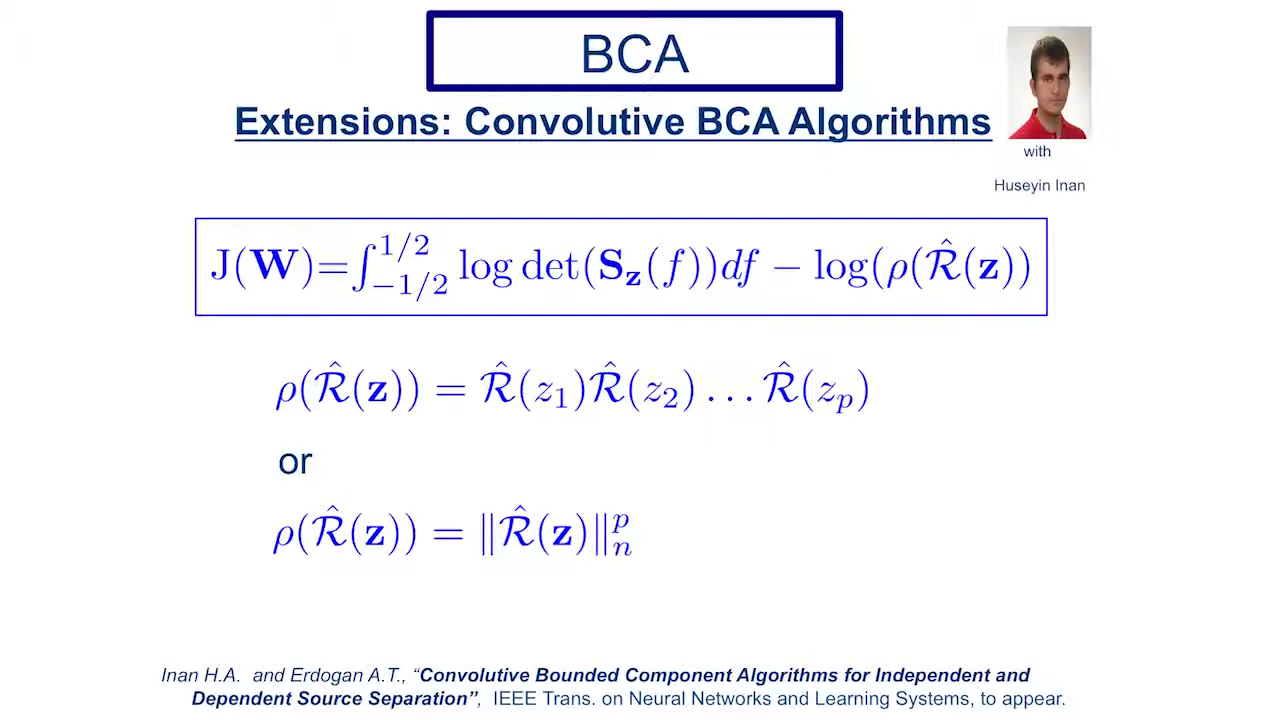 BCA
Extensions: Convolutive BCA Algorithms
with
Huseyin Inan
J(𝐖)=∫_{−1/2}^{1/2} log det(𝐒_𝐳(f))df − log(ρ(ℛ̂(𝐳))
ρ(ℛ̂(𝐳)) = ℛ̂(z₁)ℛ̂(z₂) … ℛ̂(z_p)
or
ρ(ℛ̂(𝐳)) = ‖ℛ̂(𝐳)‖_n^p
Inan H.A. and Erdogan A.T., “Convolutive Bounded Component Algorithms for Independent and
Dependent Source Separation”, IEEE Trans. on Neural Networks and Learning Systems, to appear.